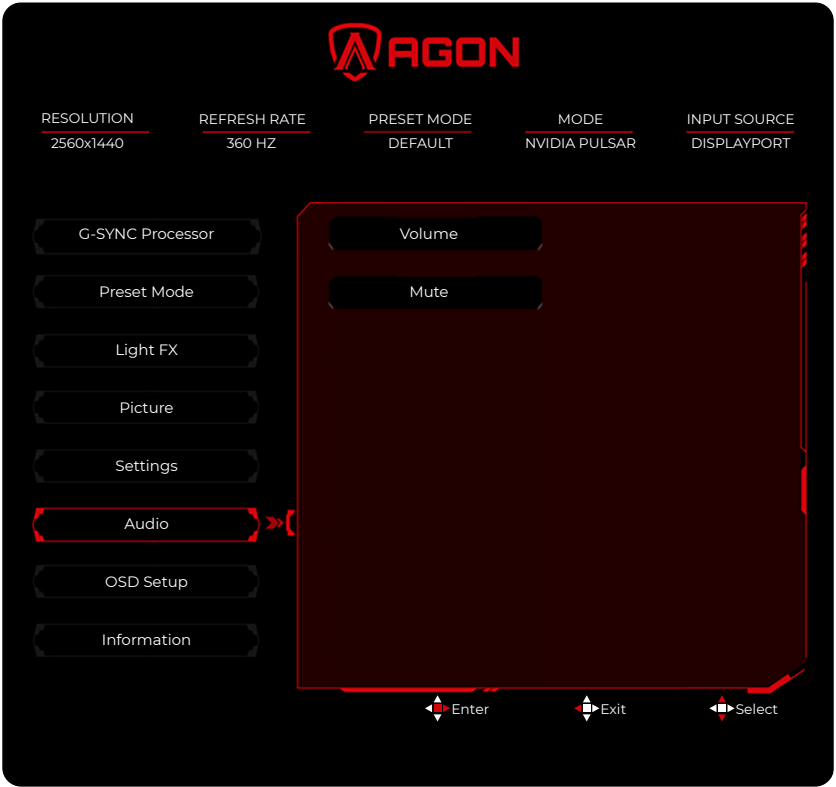 AGON
RESOLUTION
2560x1440
REFRESH RATE
360 HZ
PRESET MODE
DEFAULT
MODE
NVIDIA PULSAR
INPUT SOURCE
DISPLAYPORT
G-SYNC Processor
Preset Mode
Light FX
Picture
Settings
Audio
OSD Setup
Information
Volume
Mute
Enter
Exit
Select